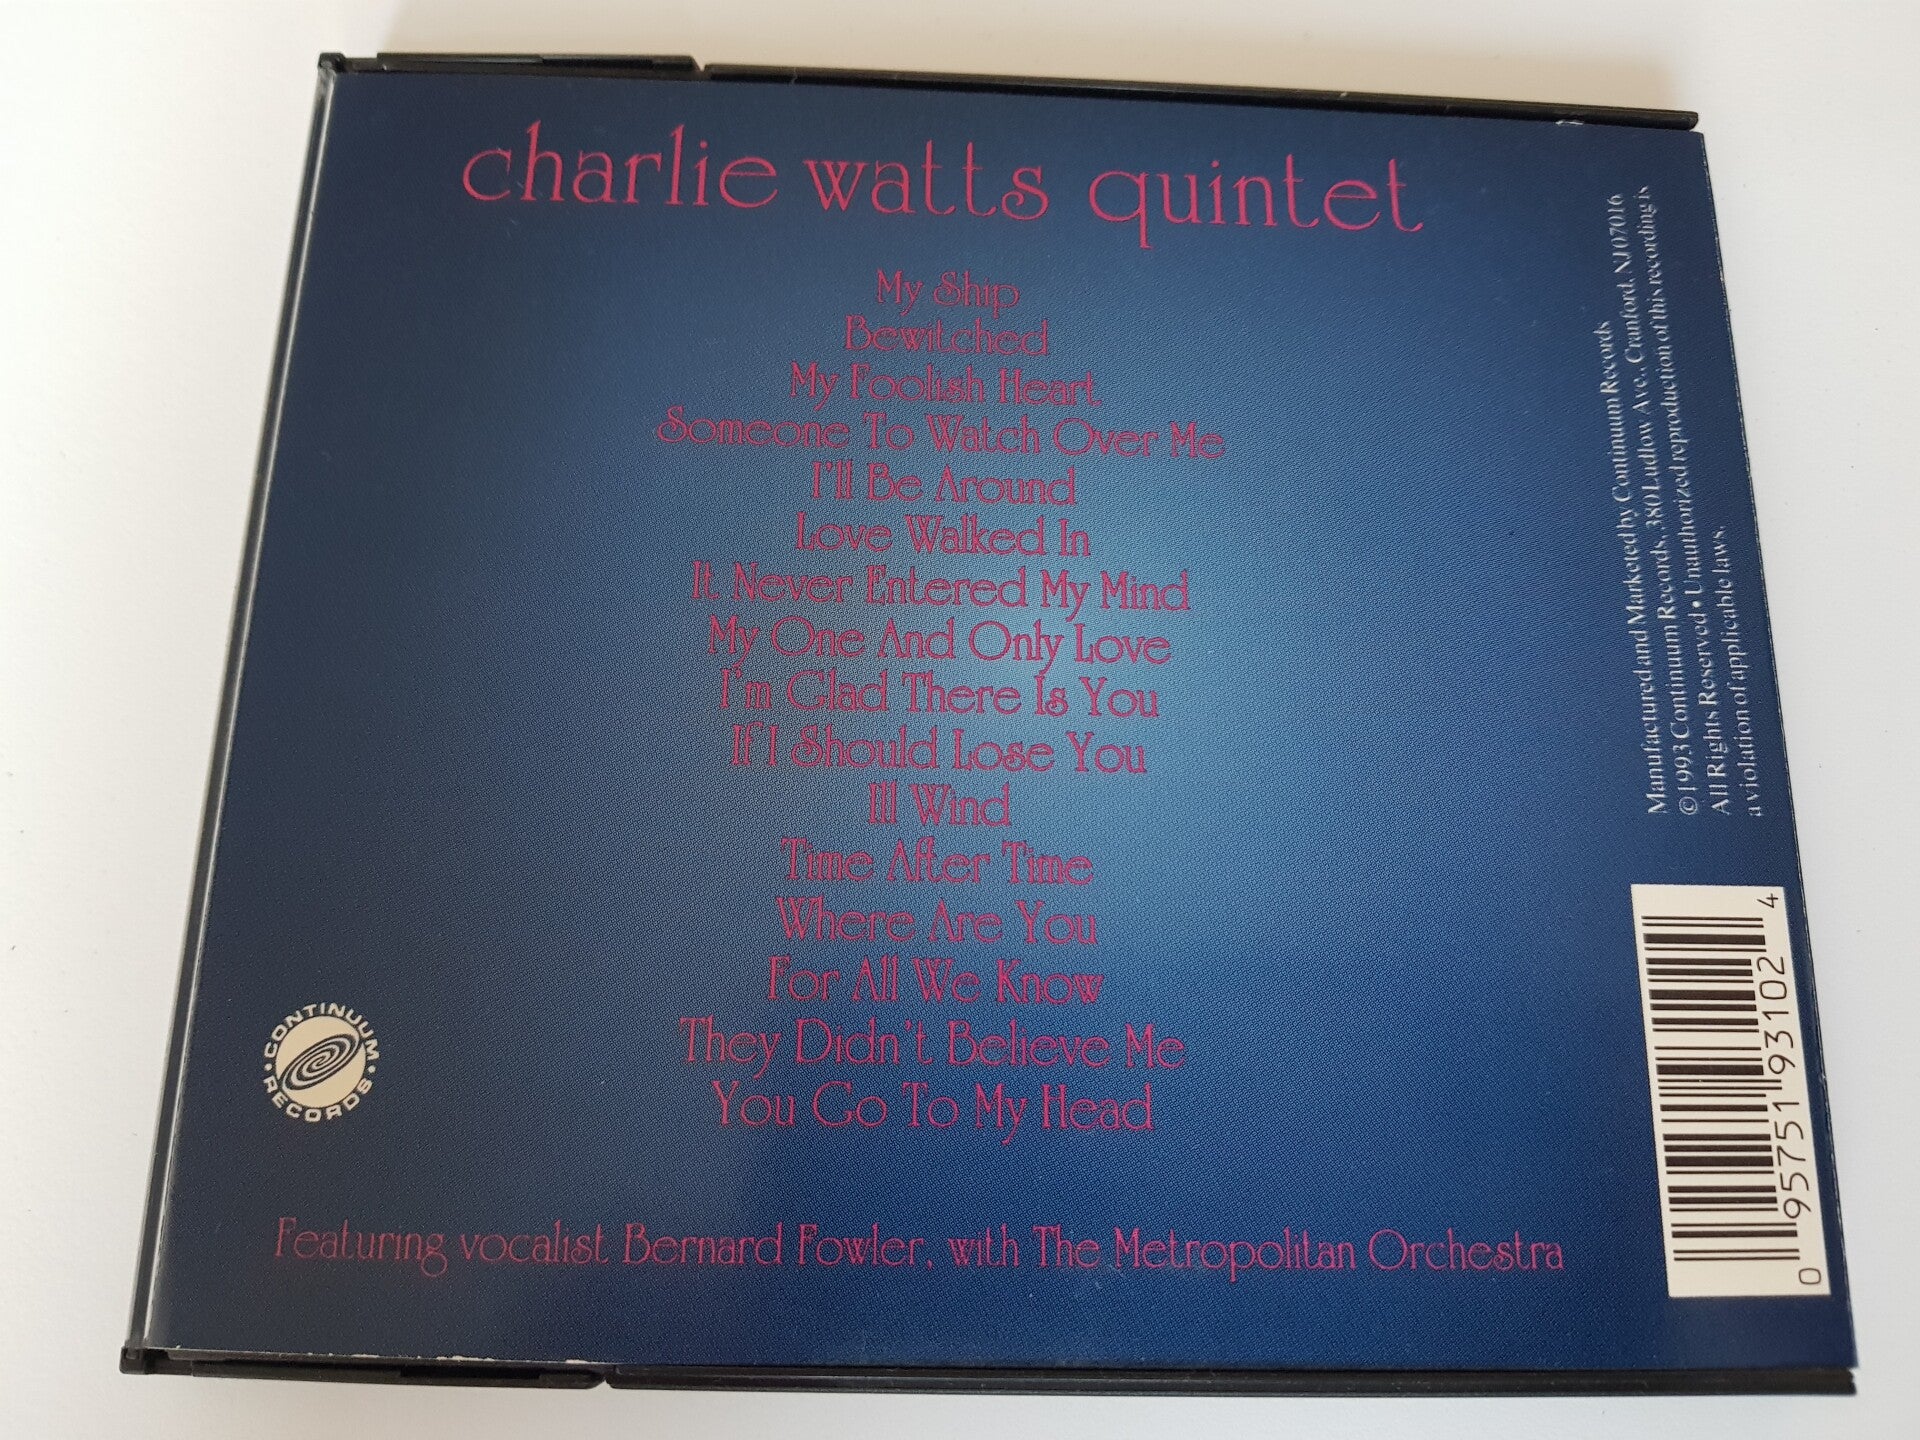 charlie watts quintet
My Ship
Bewitched
My Foolish Heart
Someone To Watch Over Me
I'll Be Around
Love Walked In
It Never Entered My Mind
My One And Only Love
I'm Glad There Is You
If I Should Lose You
Ill Wind
Time After Time
Where Are You
For All We Know
They Didn't Believe Me
You Go To My Head
Featuring vocalist Bernard Fowler, with The Metropolitan Orchestra
CONTINUUM
• RECORDS •
Manufactured and Marketed by Continuum Records
© 1993 Continuum Records, 380 Ludlow Ave., Cranford, NJ 07016
All Rights Reserved • Unauthorized reproduction of this recording is
a violation of applicable laws.
0 95751 93102 4